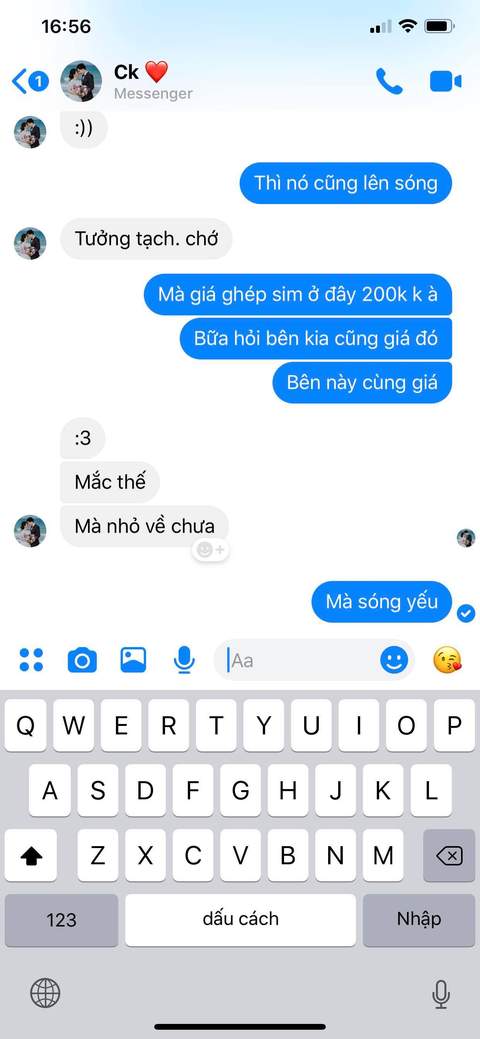 16:56
1
Ck ❤️
Messenger
:))
Thì nó cũng lên sóng
Tưởng tạch. chớ
Mà giá ghép sim ở đây 200k k à
Bữa hỏi bên kia cũng giá đó
Bên này cùng giá
:3
Mắc thế
Mà nhỏ về chưa
Mà sóng yếu
Aa
Q W E R T Y U I O P
A S D F G H J K L
Z X C V B N M
123 dấu cách Nhập